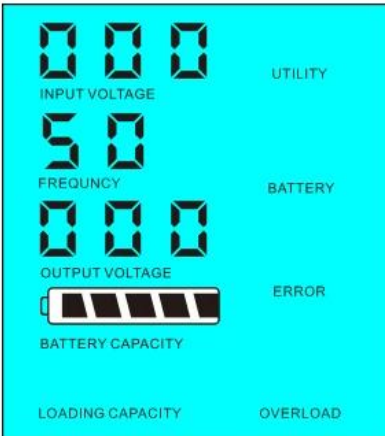 000
UTILITY
INPUT VOLTAGE
50
FREQUNCY
BATTERY
000
OUTPUT VOLTAGE
ERROR
BATTERY CAPACITY
LOADING CAPACITY
OVERLOAD